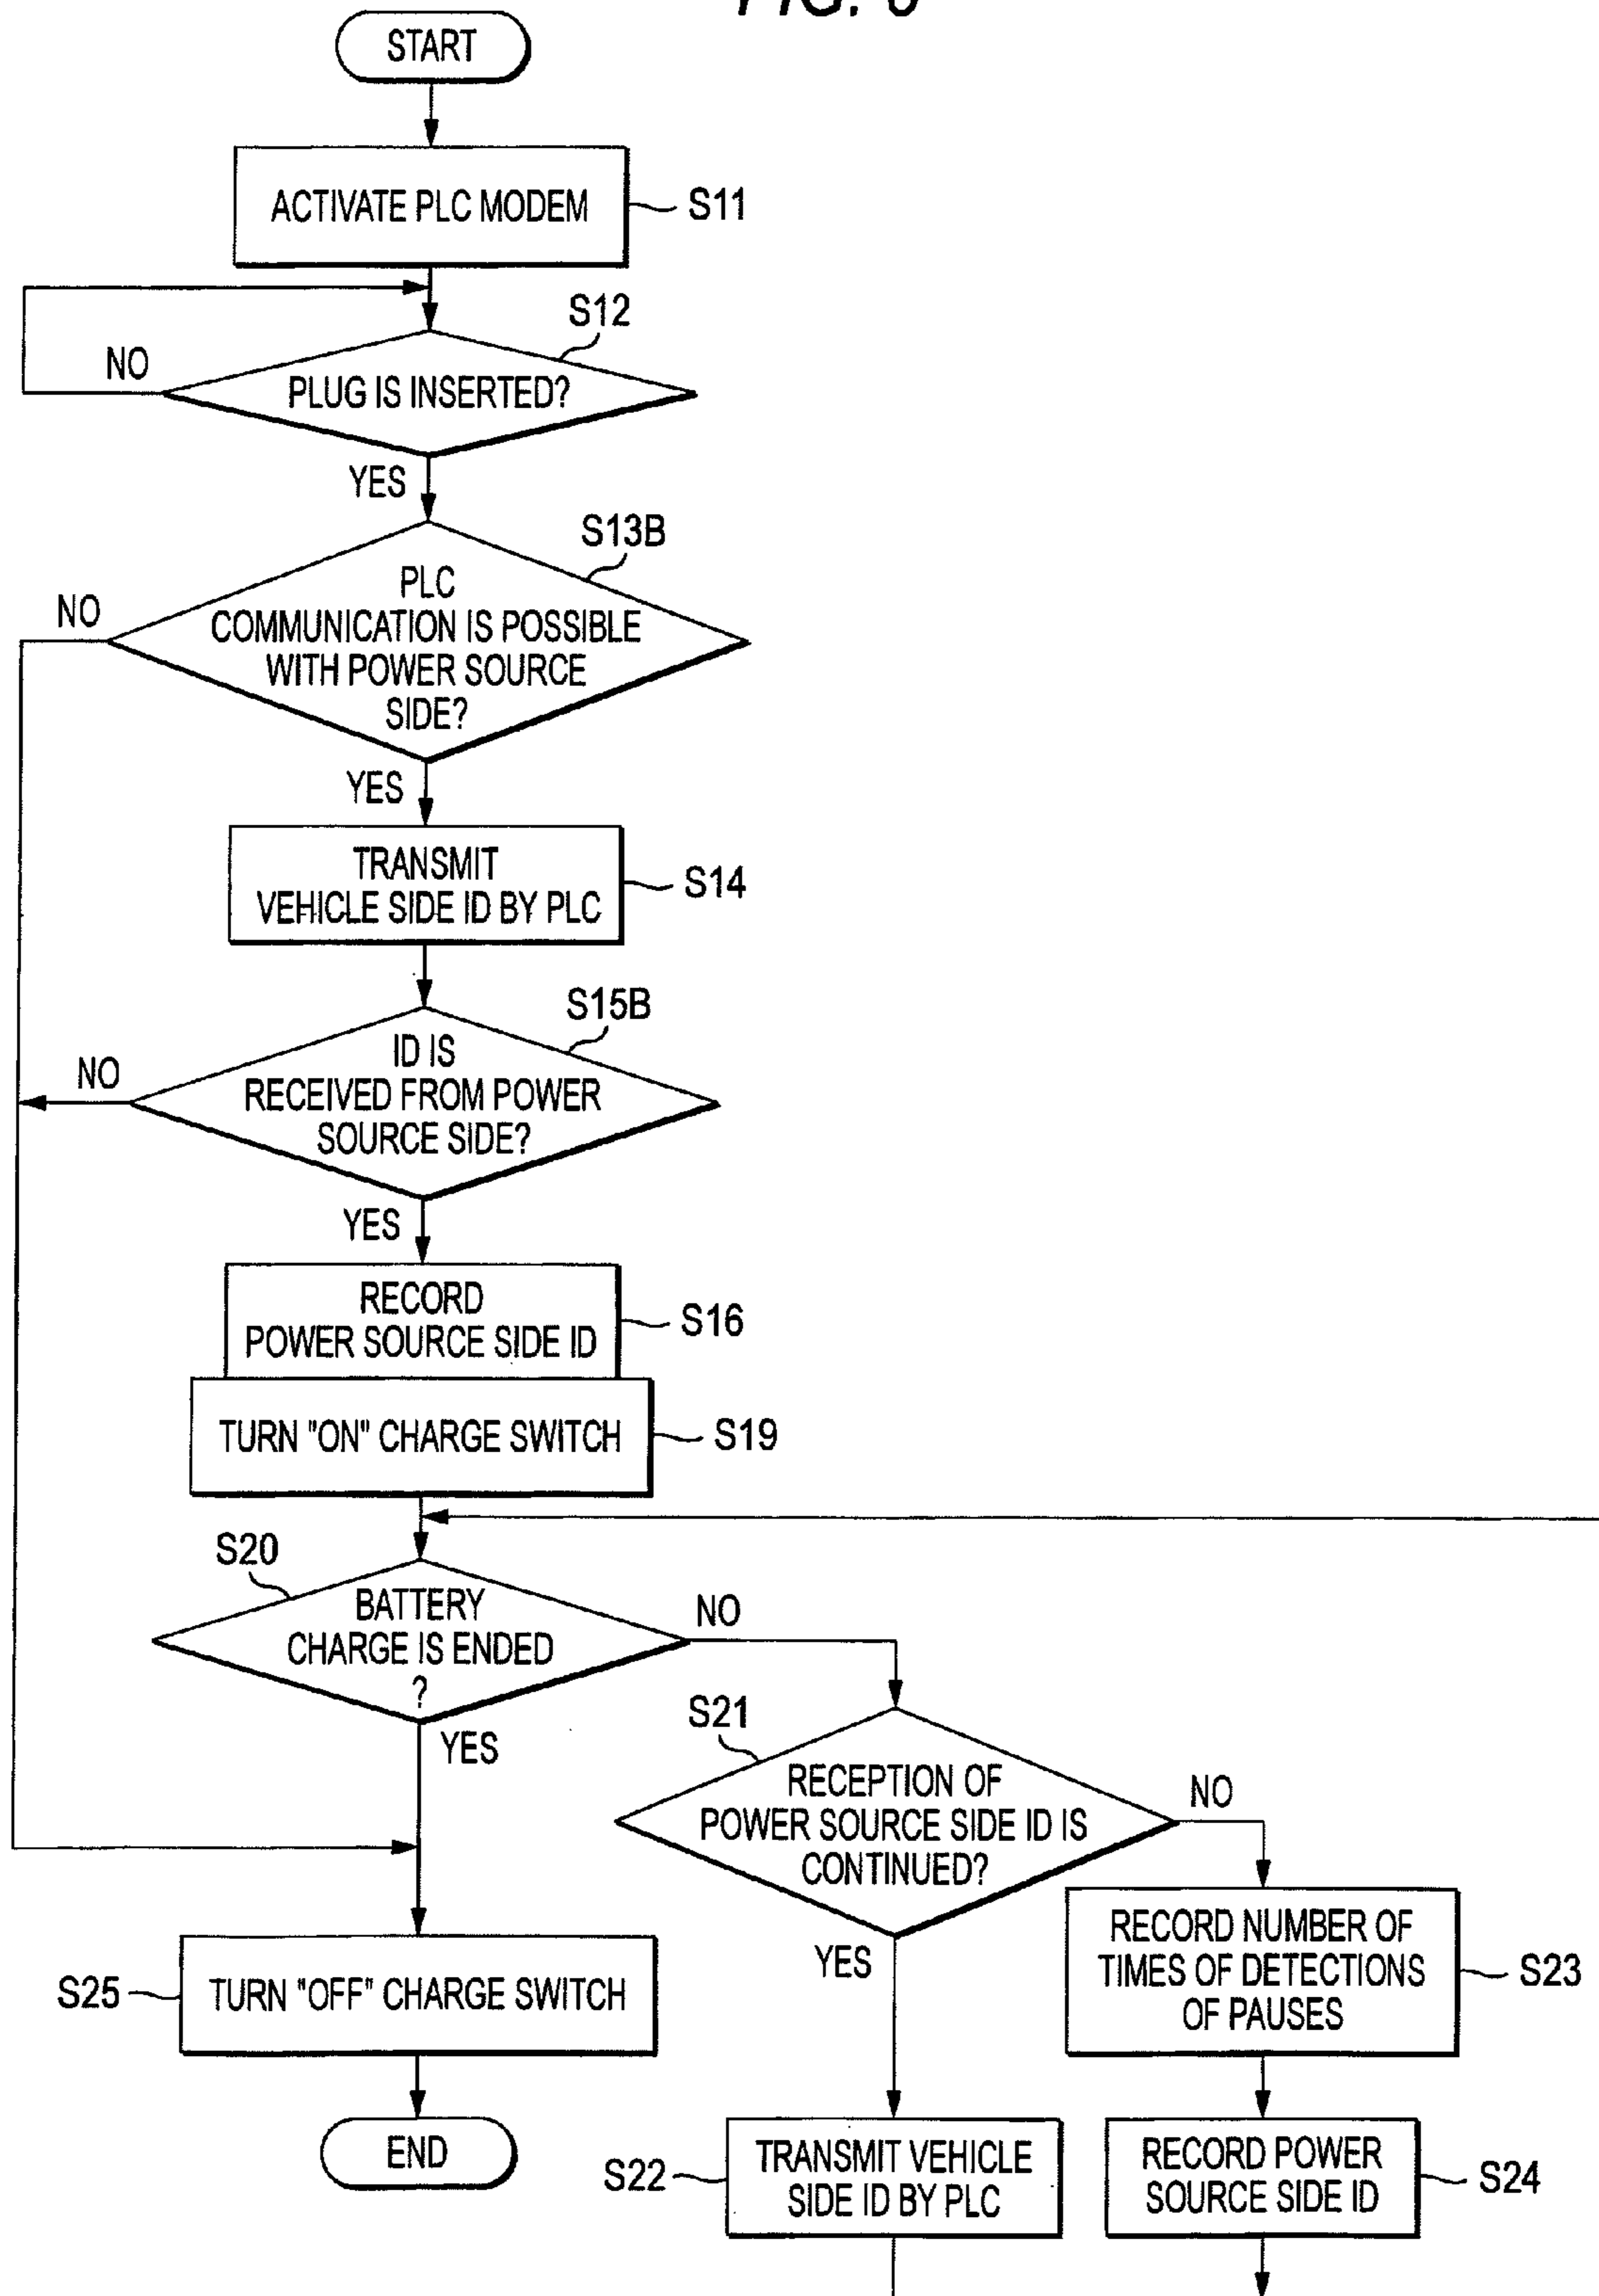 START
ACTIVATE PLC MODEM
S11
S12
NO
PLUG IS INSERTED?
YES
S13B
NO
PLC
COMMUNICATION IS POSSIBLE
WITH POWER SOURCE
SIDE?
YES
TRANSMIT
VEHICLE SIDE ID BY PLC
S14
S15B
NO
ID IS
RECEIVED FROM POWER
SOURCE SIDE?
YES
RECORD
POWER SOURCE SIDE ID
S16
TURN "ON" CHARGE SWITCH
S19
S20
BATTERY
CHARGE IS ENDED
?
NO
YES
S21
RECEPTION OF
POWER SOURCE SIDE ID IS
CONTINUED?
NO
YES
RECORD NUMBER OF
TIMES OF DETECTIONS
OF PAUSES
S23
S25
TURN "OFF" CHARGE SWITCH
END
S22
TRANSMIT VEHICLE
SIDE ID BY PLC
RECORD POWER
SOURCE SIDE ID
S24